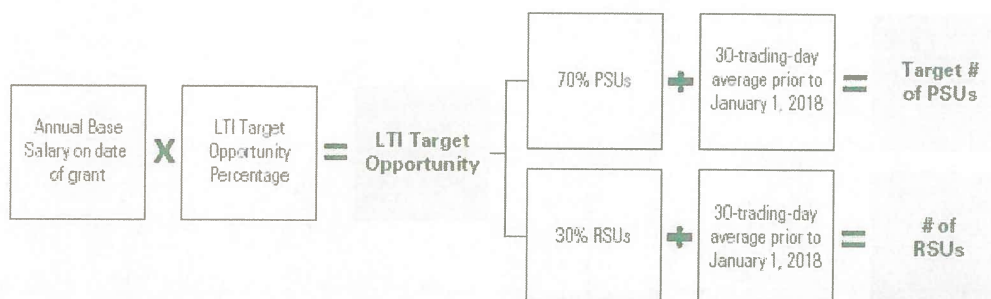 Annual Base
Salary on date
of grant
X
LTI Target
Opportunity
Percentage
=
LTI Target
Opportunity
70% PSUs
÷
30-trading-day
average prior to
January 1, 2018
=
Target #
of PSUs
30% RSUs
÷
30-trading-day
average prior to
January 1, 2018
=
# of
RSUs